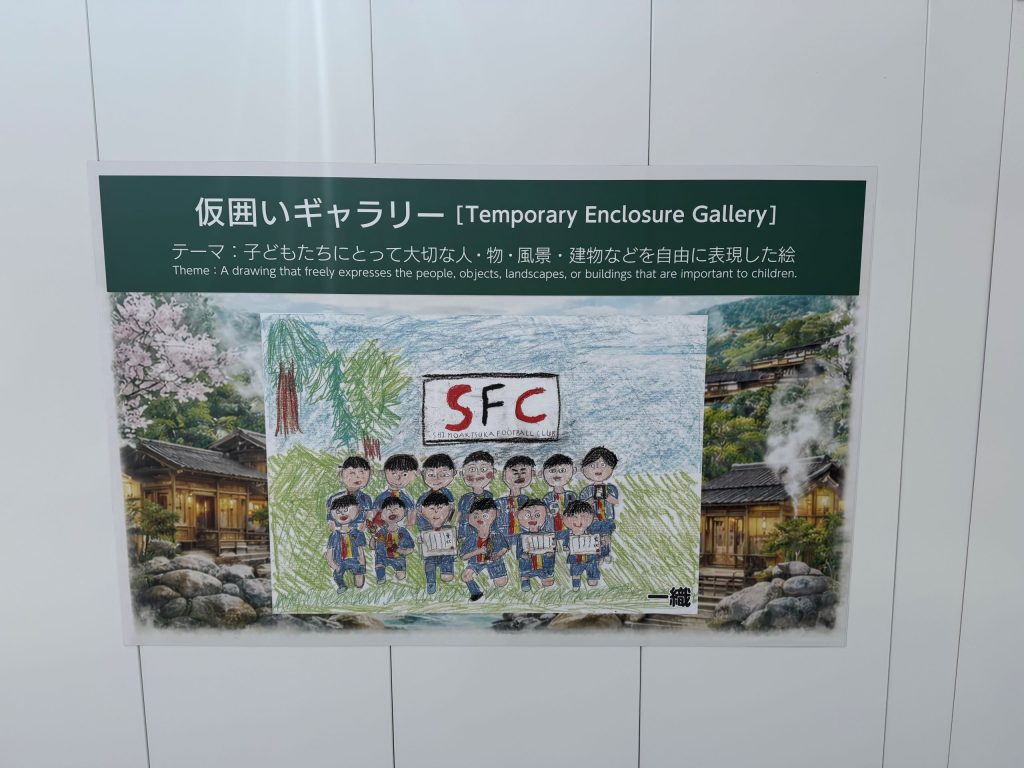 仮囲いギャラリー [Temporary Enclosure Gallery]
テーマ：子どもたちにとって大切な人・物・風景・建物などを自由に表現した絵
Theme : A drawing that freely expresses the people, objects, landscapes, or buildings that are important to children.
SFC
SHIMOAKTSUKA FOOTBALL CLUB
一織